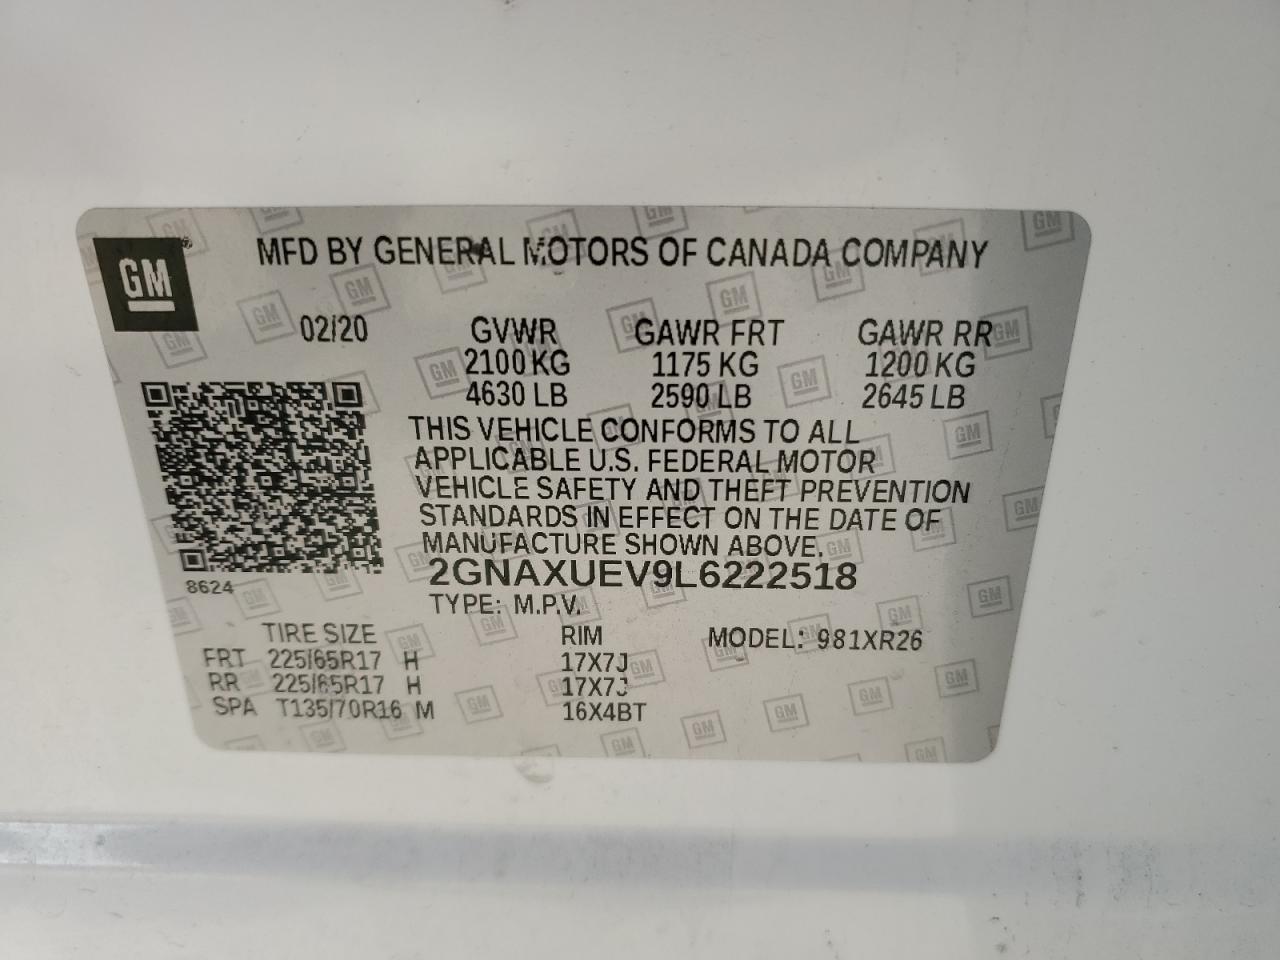 GM
MFD BY GENERAL MOTORS OF CANADA COMPANY
02/20 GVWR GAWR FRT GAWR RR
2100 KG 1175 KG 1200 KG
4630 LB 2590 LB 2645 LB
THIS VEHICLE CONFORMS TO ALL
APPLICABLE U.S. FEDERAL MOTOR
VEHICLE SAFETY AND THEFT PREVENTION
STANDARDS IN EFFECT ON THE DATE OF
MANUFACTURE SHOWN ABOVE.
8624
2GNAXUEV9L6222518
TYPE: M.P.V.
TIRE SIZE RIM MODEL: 981XR26
FRT 225/65R17 H 17X7J
RR 225/65R17 H 17X7J
SPA T135/70R16 M 16X4BT